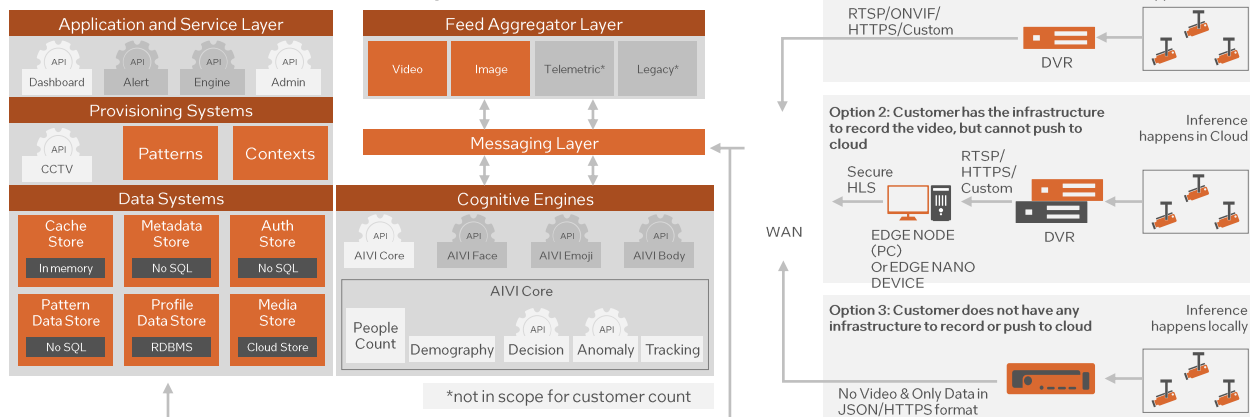 Application and Service Layer
API
API
API
API
Dashboard
Alert
Engine
Admin
Provisioning Systems
API
CCTV
Patterns
Contexts
Data Systems
Cache
Store
In memory
Metadata
Store
No SQL
Auth
Store
No SQL
Pattern
Data Store
No SQL
Profile
Data Store
RDBMS
Media
Store
Cloud Store
Feed Aggregator Layer
Video
Image
Telemetric*
Legacy*
Messaging Layer
Cognitive Engines
API
API
API
API
AIVI Core
AIVI Face
AIVI Emoji
AIVI Body
AIVI Core
People
Count
Demography
API
Decision
API
Anomaly
Tracking
*not in scope for customer count
WAN
RTSP/ONVIF/
HTTPS/Custom
DVR
Option 2: Customer has the infrastructure
to record the video, but cannot push to
cloud
Inference
happens in Cloud
Secure
HLS
RTSP/
HTTPS/
Custom
EDGE NODE
(PC)
Or EDGE NANO
DEVICE
DVR
Option 3: Customer does not have any
infrastructure to record or push to cloud
Inference
happens locally
No Video & Only Data in
JSON/HTTPS format